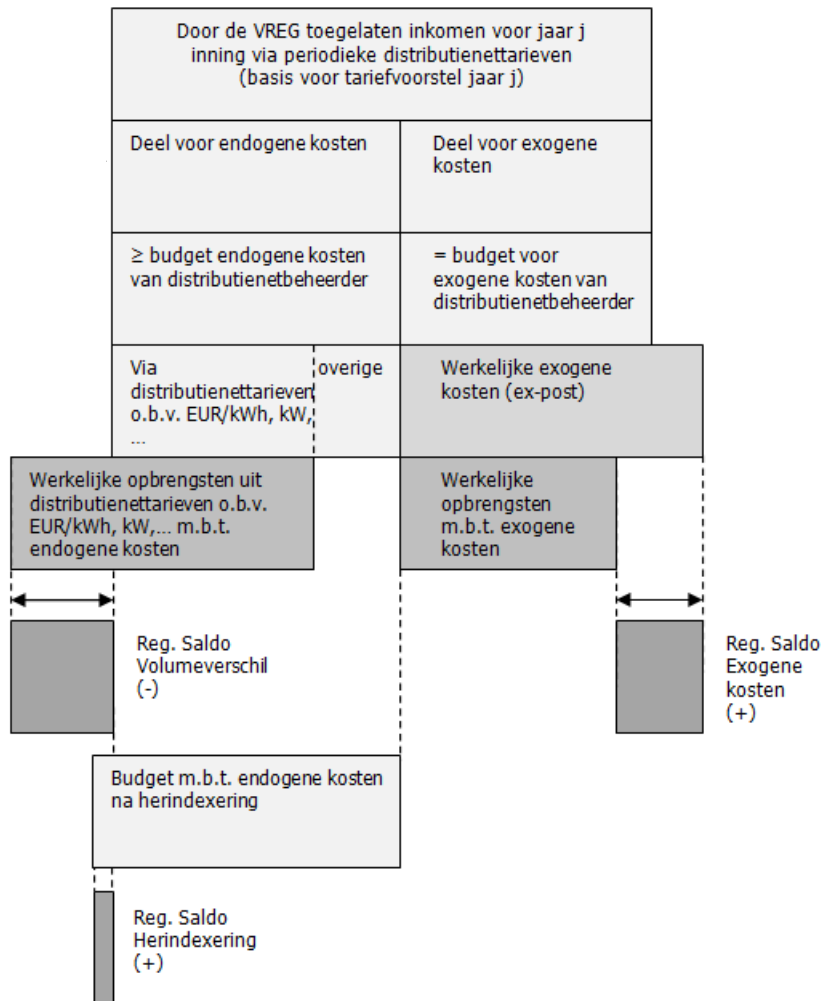 Door de VREG toegelaten inkomen voor jaar j
inning via periodieke distributienettarieven
(basis voor tariefvoorstel jaar j)
Deel voor endogene kosten
Deel voor exogene
kosten
≥ budget endogene kosten
van distributienetbeheerder
= budget voor
exogene kosten van
distributienetbeheerder
Via
distributienettarieven
o.b.v. EUR/kWh, kW,
...
overige
Werkelijke exogene
kosten (ex-post)
Werkelijke opbrengsten uit
distributienettarieven o.b.v.
EUR/kWh, kW,... m.b.t.
endogene kosten
Werkelijke
opbrengsten
m.b.t. exogene
kosten
Reg. Saldo
Volumeverschil
(-)
Reg. Saldo
Exogene
kosten
(+)
Budget m.b.t. endogene kosten
na herindexering
Reg. Saldo
Herindexering
(+)